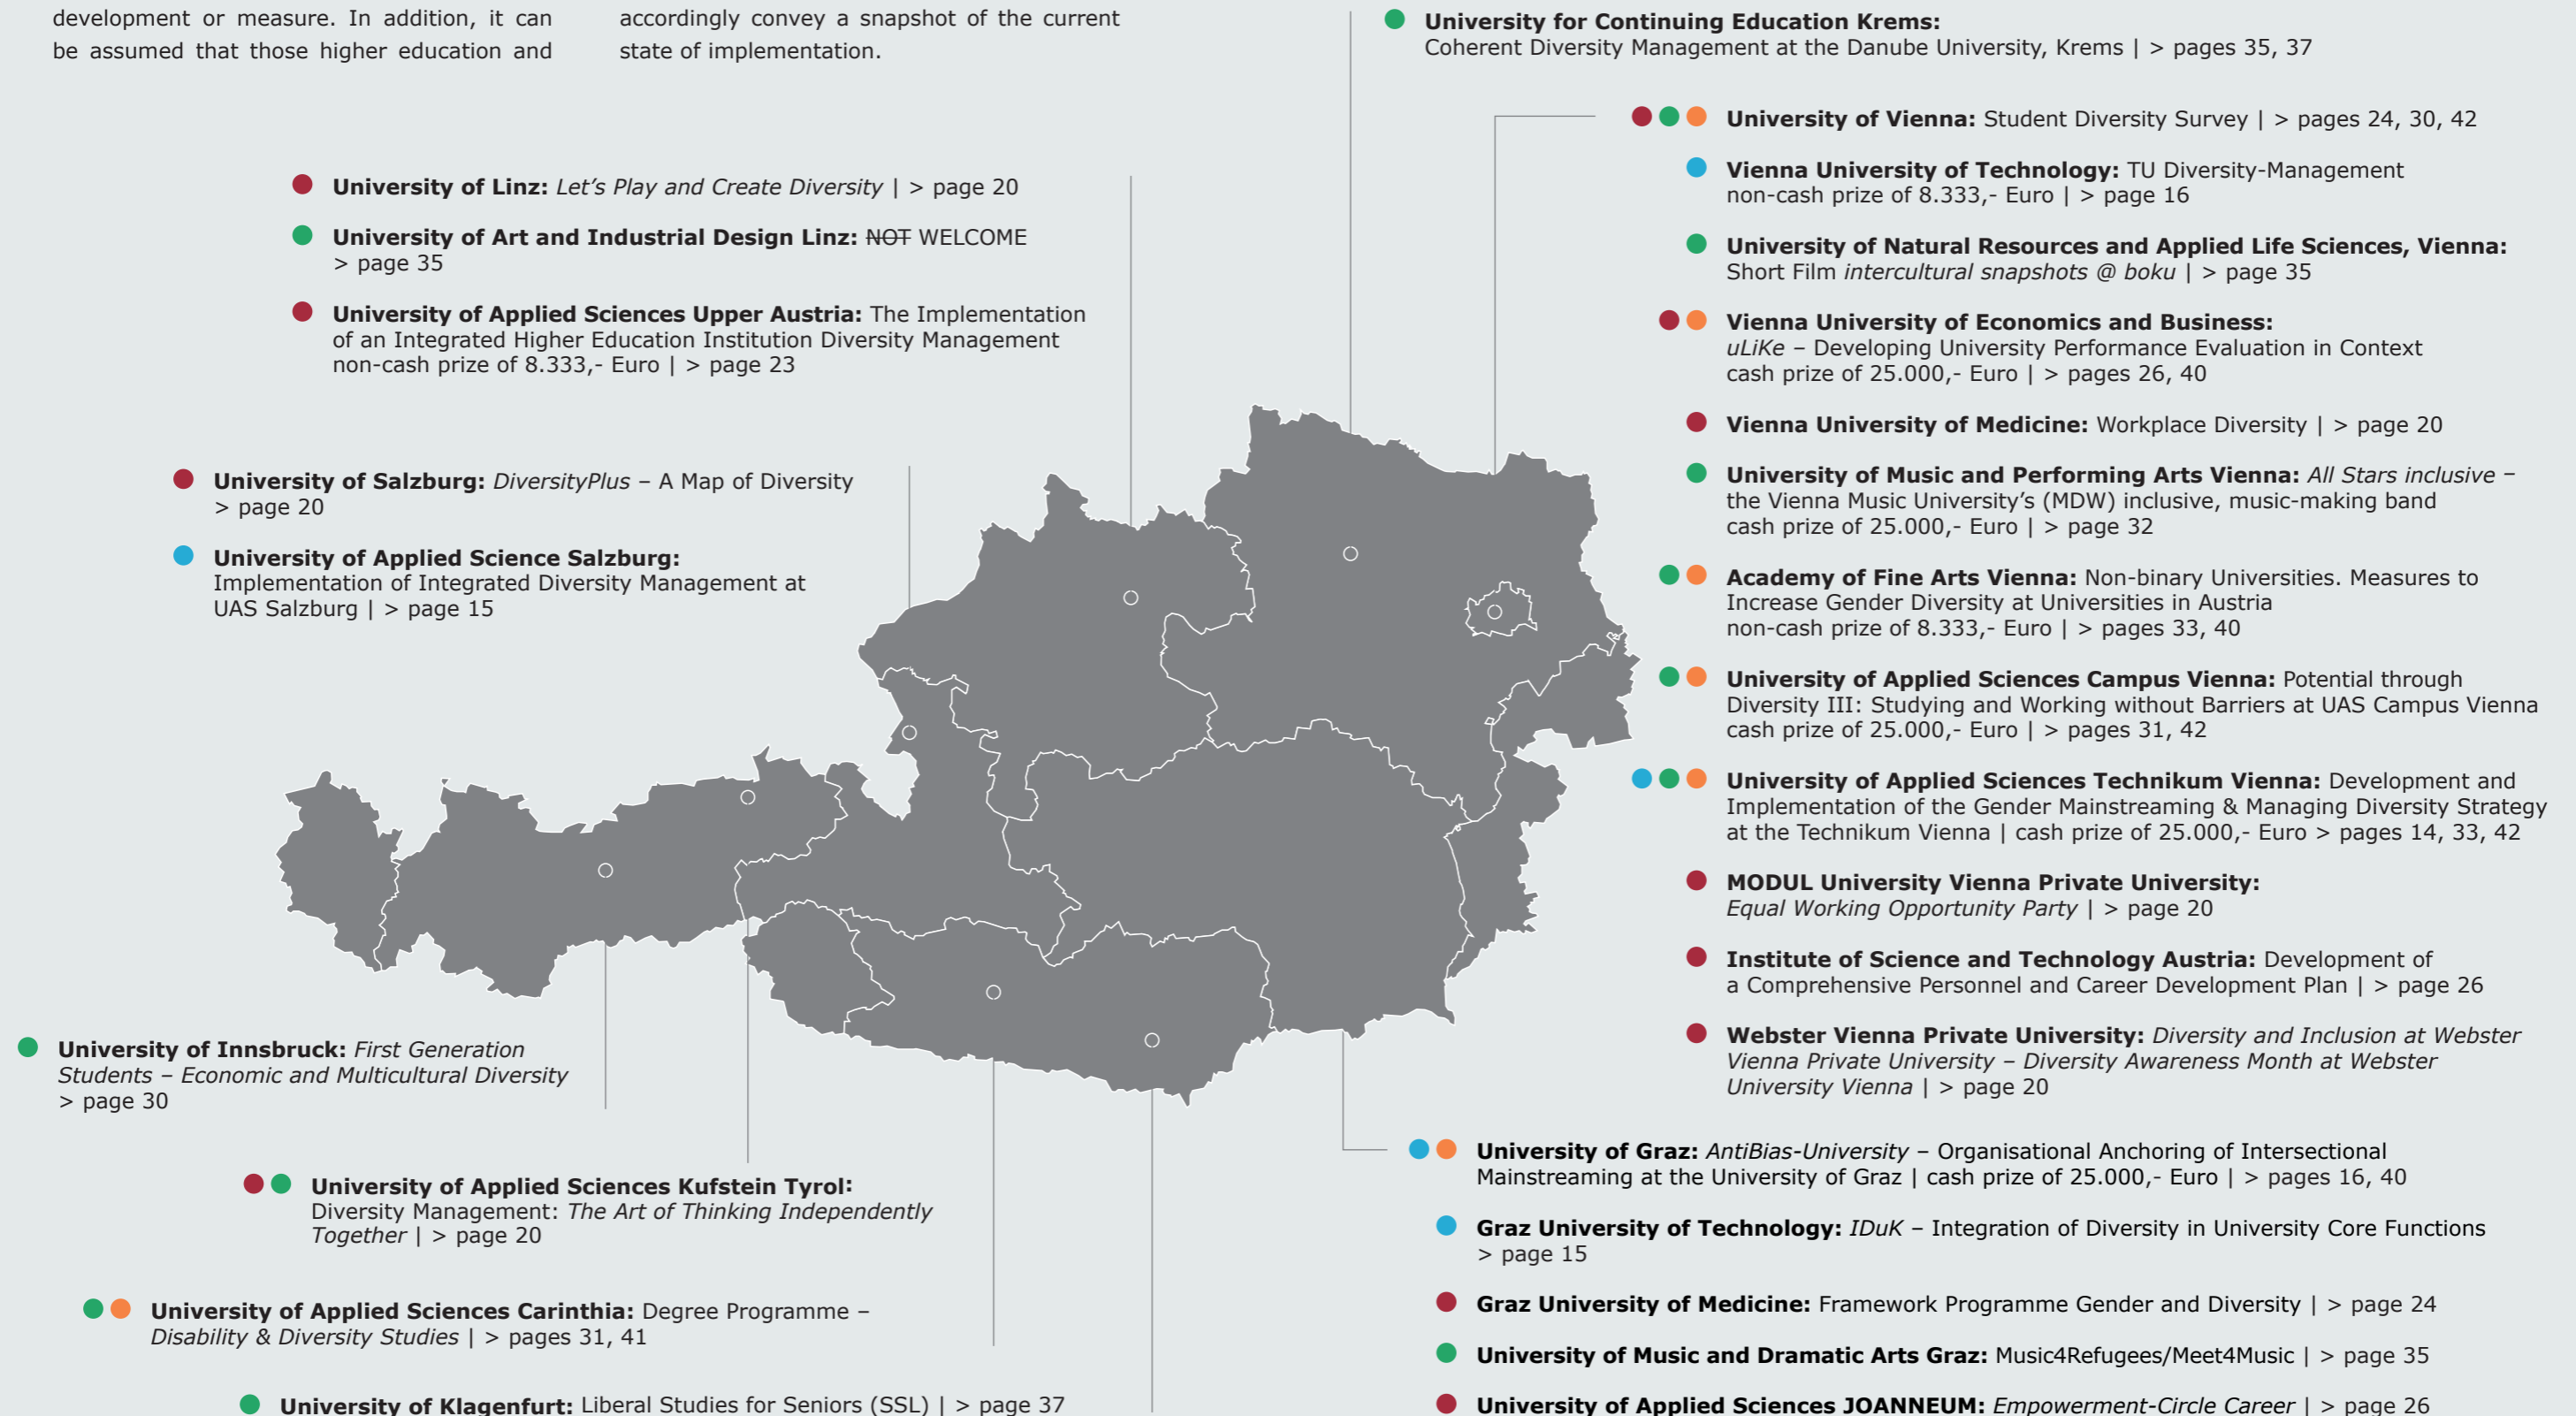 development or measure. In addition, it can
be assumed that those higher education and
accordingly convey a snapshot of the current
state of implementation.
University for Continuing Education Krems:
Coherent Diversity Management at the Danube University, Krems | > pages 35, 37
University of Linz: Let's Play and Create Diversity | > page 20
University of Art and Industrial Design Linz: NOT WELCOME
> page 35
University of Applied Sciences Upper Austria: The Implementation
of an Integrated Higher Education Institution Diversity Management
non-cash prize of 8.333,- Euro | > page 23
University of Salzburg: DiversityPlus – A Map of Diversity
> page 20
University of Applied Science Salzburg:
Implementation of Integrated Diversity Management at
UAS Salzburg | > page 15
University of Vienna: Student Diversity Survey | > pages 24, 30, 42
Vienna University of Technology: TU Diversity-Management
non-cash prize of 8.333,- Euro | > page 16
University of Natural Resources and Applied Life Sciences, Vienna:
Short Film intercultural snapshots @ boku | > page 35
Vienna University of Economics and Business:
uLiKe – Developing University Performance Evaluation in Context
cash prize of 25.000,- Euro | > pages 26, 40
Vienna University of Medicine: Workplace Diversity | > page 20
University of Music and Performing Arts Vienna: All Stars inclusive –
the Vienna Music University's (MDW) inclusive, music-making band
cash prize of 25.000,- Euro | > page 32
Academy of Fine Arts Vienna: Non-binary Universities. Measures to
Increase Gender Diversity at Universities in Austria
non-cash prize of 8.333,- Euro | > pages 33, 40
University of Applied Sciences Campus Vienna: Potential through
Diversity III: Studying and Working without Barriers at UAS Campus Vienna
cash prize of 25.000,- Euro | > pages 31, 42
University of Applied Sciences Technikum Vienna: Development and
Implementation of the Gender Mainstreaming & Managing Diversity Strategy
at the Technikum Vienna | cash prize of 25.000,- Euro > pages 14, 33, 42
MODUL University Vienna Private University:
Equal Working Opportunity Party | > page 20
Institute of Science and Technology Austria: Development of
a Comprehensive Personnel and Career Development Plan | > page 26
Webster Vienna Private University: Diversity and Inclusion at Webster
Vienna Private University – Diversity Awareness Month at Webster
University Vienna | > page 20
University of Innsbruck: First Generation
Students – Economic and Multicultural Diversity
> page 30
University of Applied Sciences Kufstein Tyrol:
Diversity Management: The Art of Thinking Independently
Together | > page 20
University of Applied Sciences Carinthia: Degree Programme –
Disability & Diversity Studies | > pages 31, 41
University of Klagenfurt: Liberal Studies for Seniors (SSL) | > page 37
University of Graz: AntiBias-University – Organisational Anchoring of Intersectional
Mainstreaming at the University of Graz | cash prize of 25.000,- Euro | > pages 16, 40
Graz University of Technology: IDuK – Integration of Diversity in University Core Functions
> page 15
Graz University of Medicine: Framework Programme Gender and Diversity | > page 24
University of Music and Dramatic Arts Graz: Music4Refugees/Meet4Music | > page 35
University of Applied Sciences JOANNEUM: Empowerment-Circle Career | > page 26